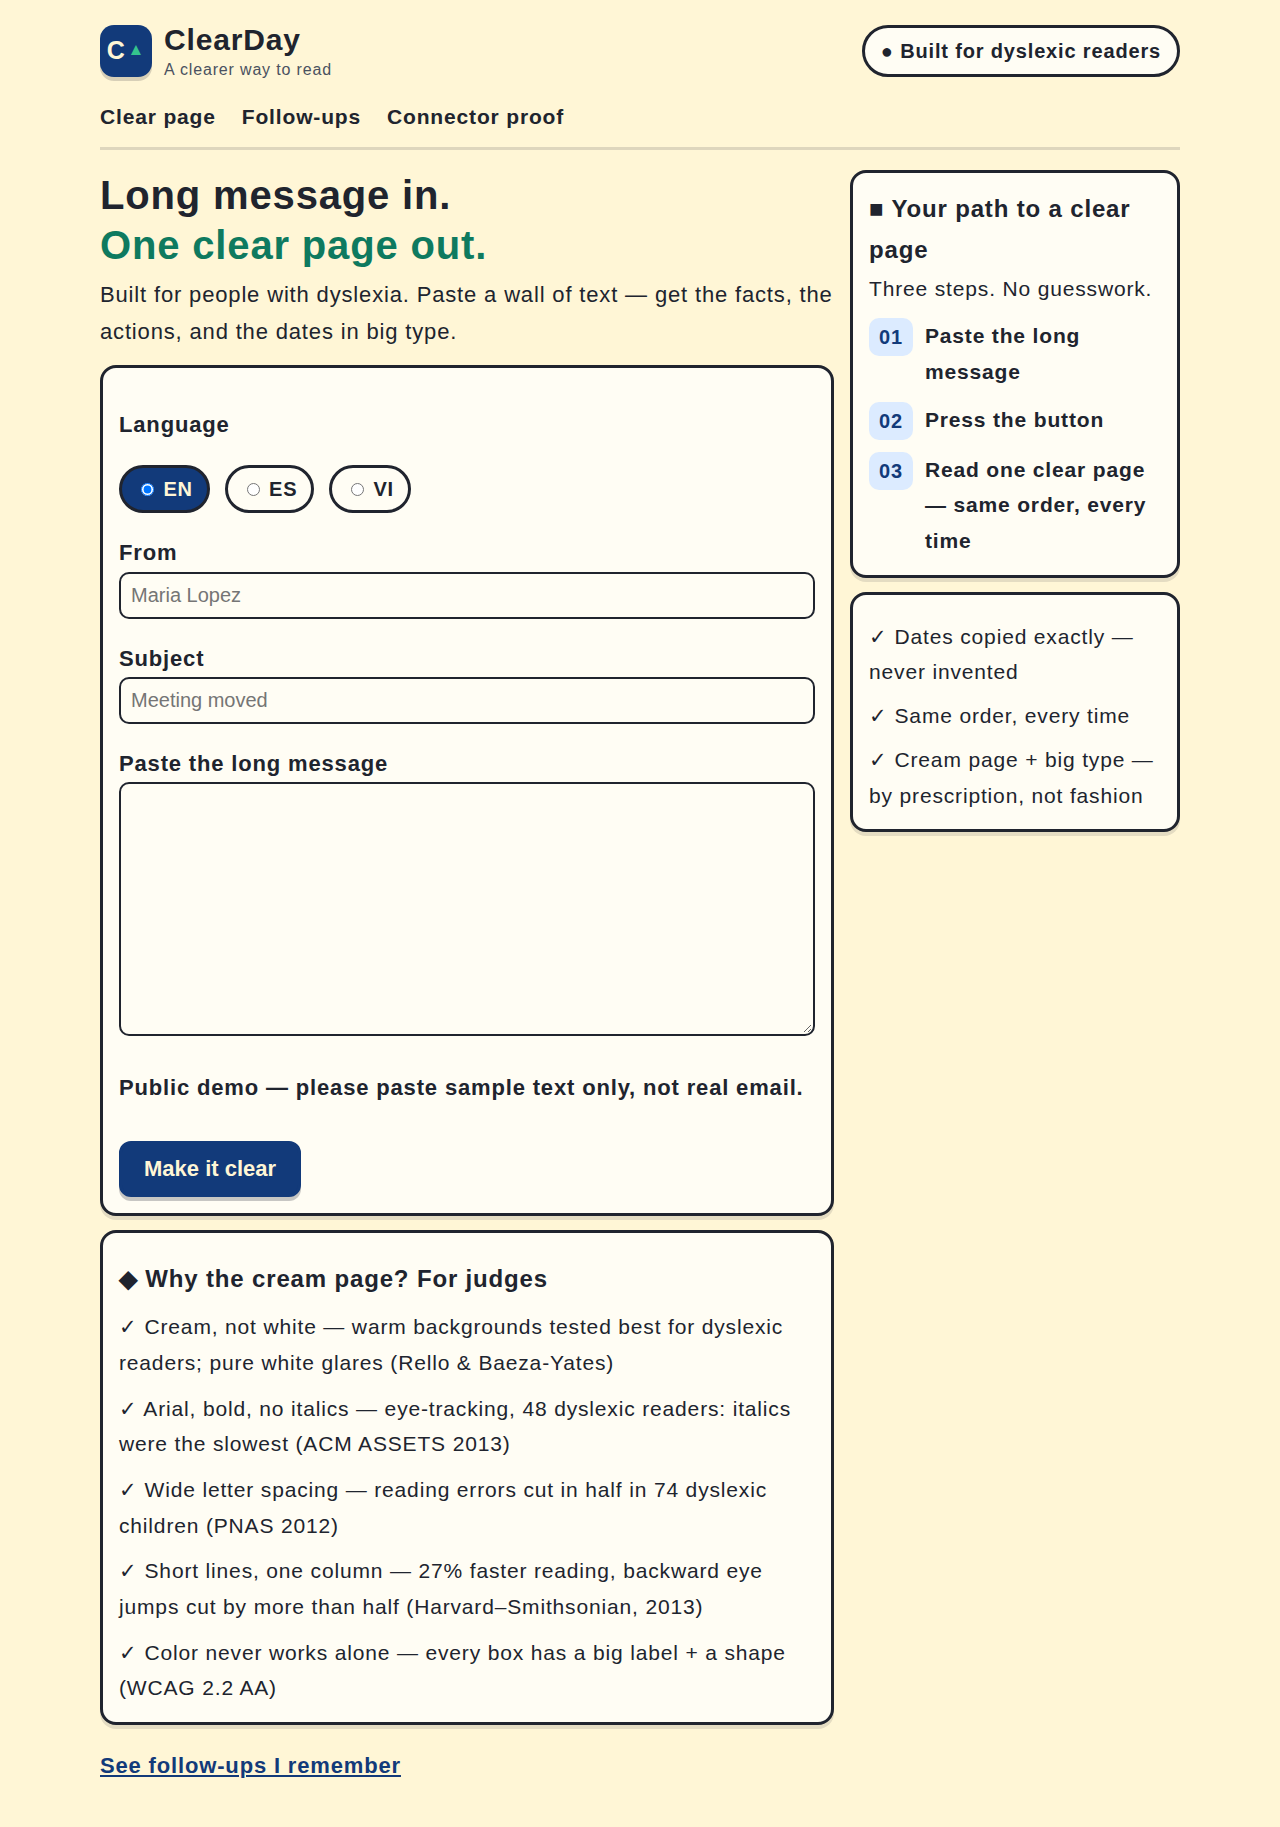 C▲
ClearDay
A clearer way to read
● Built for dyslexic readers
Clear page Follow-ups Connector proof
Long message in.
One clear page out.
Built for people with dyslexia. Paste a wall of text — get the facts, the
actions, and the dates in big type.
Language
EN ES VI
From
Maria Lopez
Subject
Meeting moved
Paste the long message
Public demo — please paste sample text only, not real email.
Make it clear
◆ Why the cream page? For judges
✓ Cream, not white — warm backgrounds tested best for dyslexic
readers; pure white glares (Rello & Baeza-Yates)
✓ Arial, bold, no italics — eye-tracking, 48 dyslexic readers: italics
were the slowest (ACM ASSETS 2013)
✓ Wide letter spacing — reading errors cut in half in 74 dyslexic
children (PNAS 2012)
✓ Short lines, one column — 27% faster reading, backward eye
jumps cut by more than half (Harvard–Smithsonian, 2013)
✓ Color never works alone — every box has a big label + a shape
(WCAG 2.2 AA)
See follow-ups I remember
■ Your path to a clear
page
Three steps. No guesswork.
01 Paste the long
message
02 Press the button
03 Read one clear page
— same order, every
time
✓ Dates copied exactly —
never invented
✓ Same order, every time
✓ Cream page + big type —
by prescription, not fashion